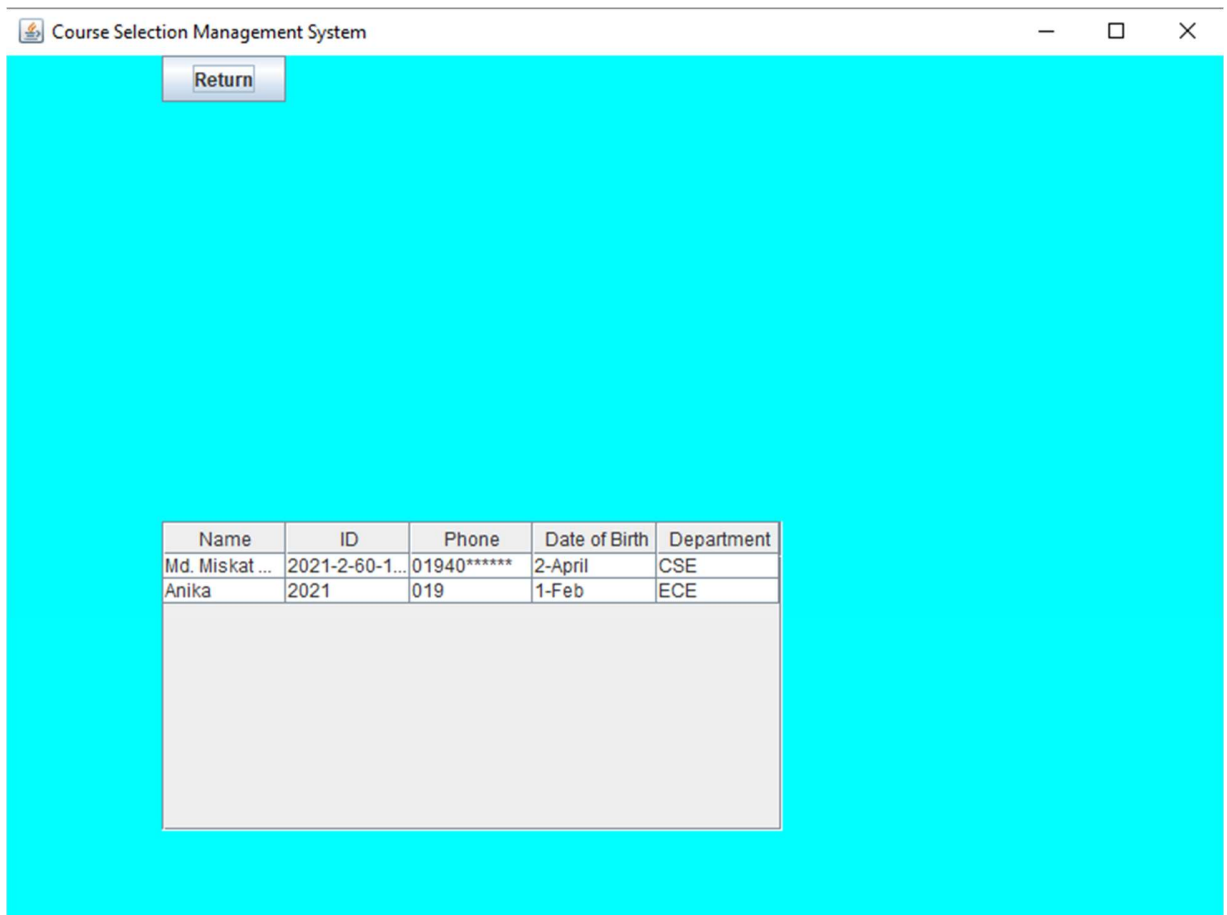 Course Selection Management System
Return
Name ID Phone Date of Birth Department
Md. Miskat ... 2021-2-60-1... 01940****** 2-April CSE
Anika 2021 019 1-Feb ECE